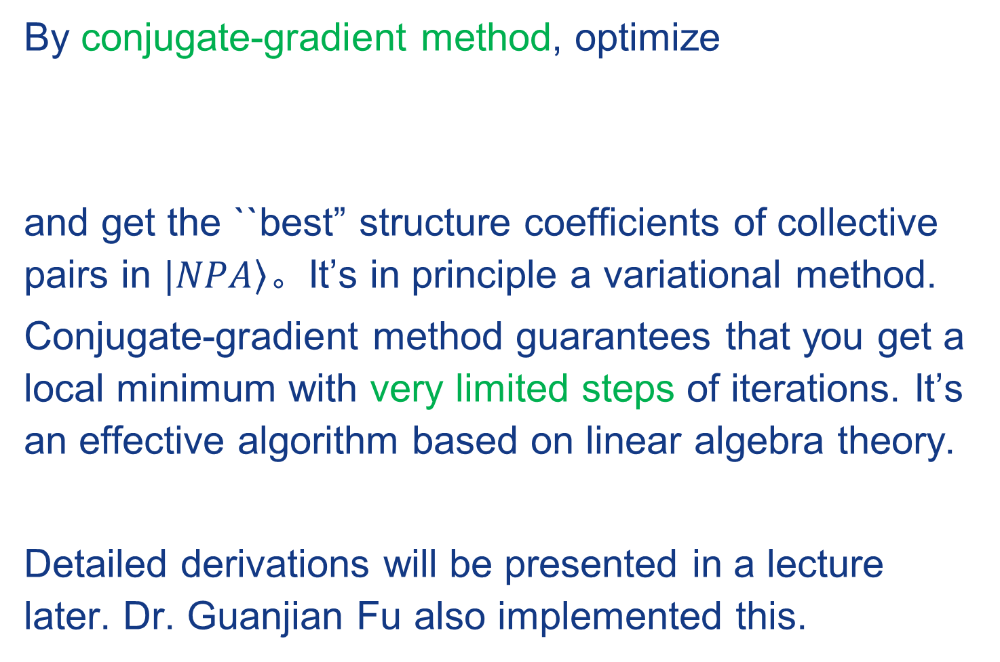 By conjugate-gradient method, optimize
and get the ``best” structure coefficients of collective
pairs in |𝑁𝑃𝐴⟩。 It’s in principle a variational method.
Conjugate-gradient method guarantees that you get a
local minimum with very limited steps of iterations. It’s
an effective algorithm based on linear algebra theory.
Detailed derivations will be presented in a lecture
later. Dr. Guanjian Fu also implemented this.